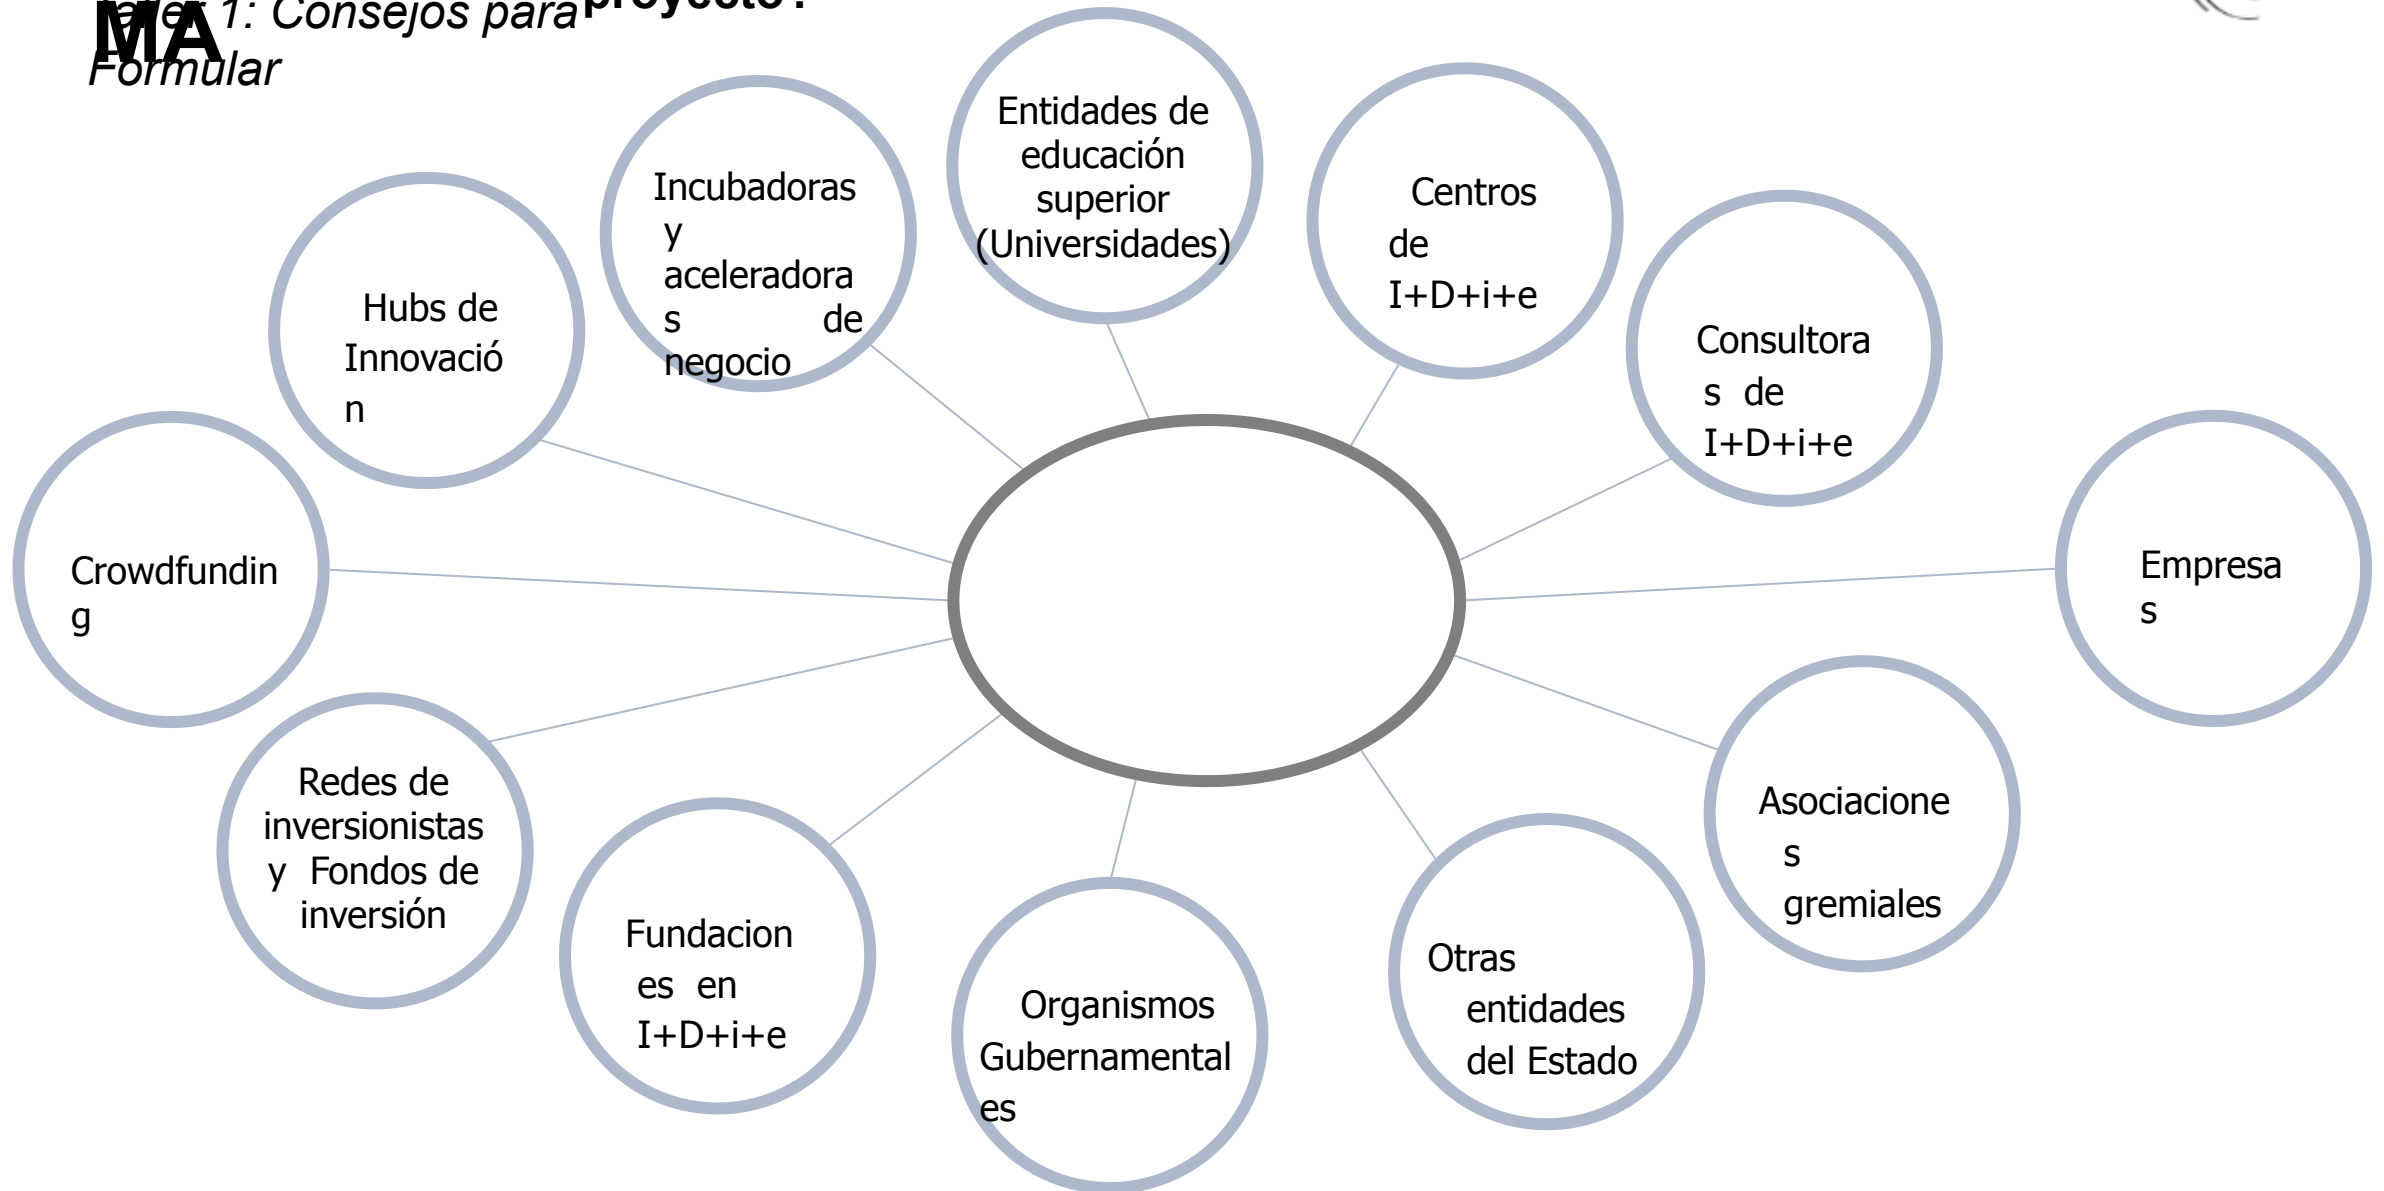 Taller 1: Consejos para
proyecto?
MA
Formular
Entidades de
educación
superior
(Universidades)
Incubadoras
y
aceleradora
s de
negocio
Centros
de
I+D+i+e
Hubs de
Innovació
n
Consultora
s de
I+D+i+e
Crowdfundin
g
Empresa
s
Redes de
inversionistas
y Fondos de
inversión
Asociacione
s
gremiales
Fundacion
es en
I+D+i+e
Otras
entidades
del Estado
Organismos
Gubernamental
es